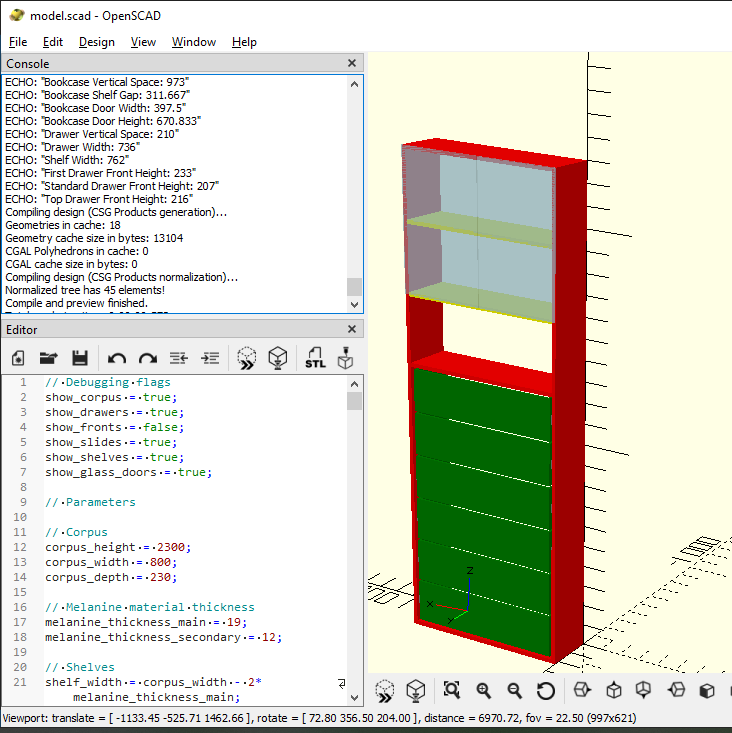 model.scad - OpenSCAD
File Edit Design View Window Help
Console
ECHO: "Bookcase Vertical Space: 973"
ECHO: "Bookcase Shelf Gap: 311.667"
ECHO: "Bookcase Door Width: 397.5"
ECHO: "Bookcase Door Height: 670.833"
ECHO: "Drawer Vertical Space: 210"
ECHO: "Drawer Width: 736"
ECHO: "Shelf Width: 762"
ECHO: "First Drawer Front Height: 233"
ECHO: "Standard Drawer Front Height: 207"
ECHO: "Top Drawer Front Height: 216"
Compiling design (CSG Products generation)...
Geometries in cache: 18
Geometry cache size in bytes: 13104
CGAL Polyhedrons in cache: 0
CGAL cache size in bytes: 0
Compiling design (CSG Products normalization)...
Normalized tree has 45 elements!
Compile and preview finished.
Editor
STL
1 // Debugging flags
2 show_corpus = true;
3 show_drawers = true;
4 show_fronts = false;
5 show_slides = true;
6 show_shelves = true;
7 show_glass_doors = true;
8
9 // Parameters
10
11 // Corpus
12 corpus_height = 2300;
13 corpus_width = 800;
14 corpus_depth = 230;
15
16 // Melanine material thickness
17 melanine_thickness_main = 19;
18 melanine_thickness_secondary = 12;
19
20 // Shelves
21 shelf_width = corpus_width - 2*
melanine_thickness_main;
Z
X
Y
Viewport: translate = [ -1133.45 -525.71 1462.66 ], rotate = [ 72.80 356.50 204.00 ], distance = 6970.72, fov = 22.50 (997x621)